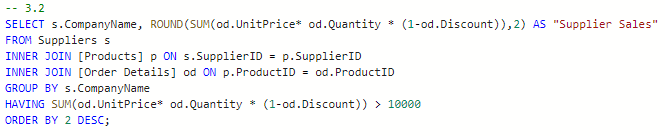 -- 3.2
SELECT s.CompanyName, ROUND(SUM(od.UnitPrice* od.Quantity * (1-od.Discount)),2) AS "Supplier Sales"
FROM Suppliers s
INNER JOIN [Products] p ON s.SupplierID = p.SupplierID
INNER JOIN [Order Details] od ON p.ProductID = od.ProductID
GROUP BY s.CompanyName
HAVING SUM(od.UnitPrice* od.Quantity * (1-od.Discount)) > 10000
ORDER BY 2 DESC;